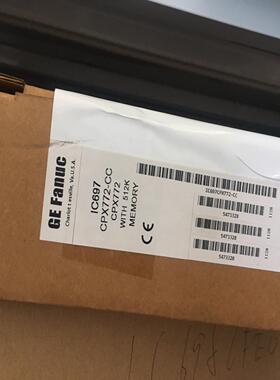 GE Fanuc
Charlottesville, Va.U.S.A.
IC697
CPX772-CC
CPX772
WITH 512K
MEMORY
CE
IC697CPX772-CC
5473328
5473328
5473328